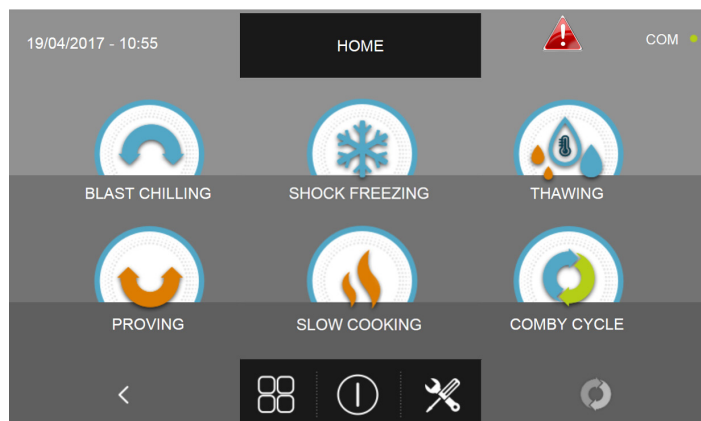 19/04/2017 - 10:55
HOME
COM
BLAST CHILLING
SHOCK FREEZING
THAWING
PROVING
SLOW COOKING
COMBY CYCLE